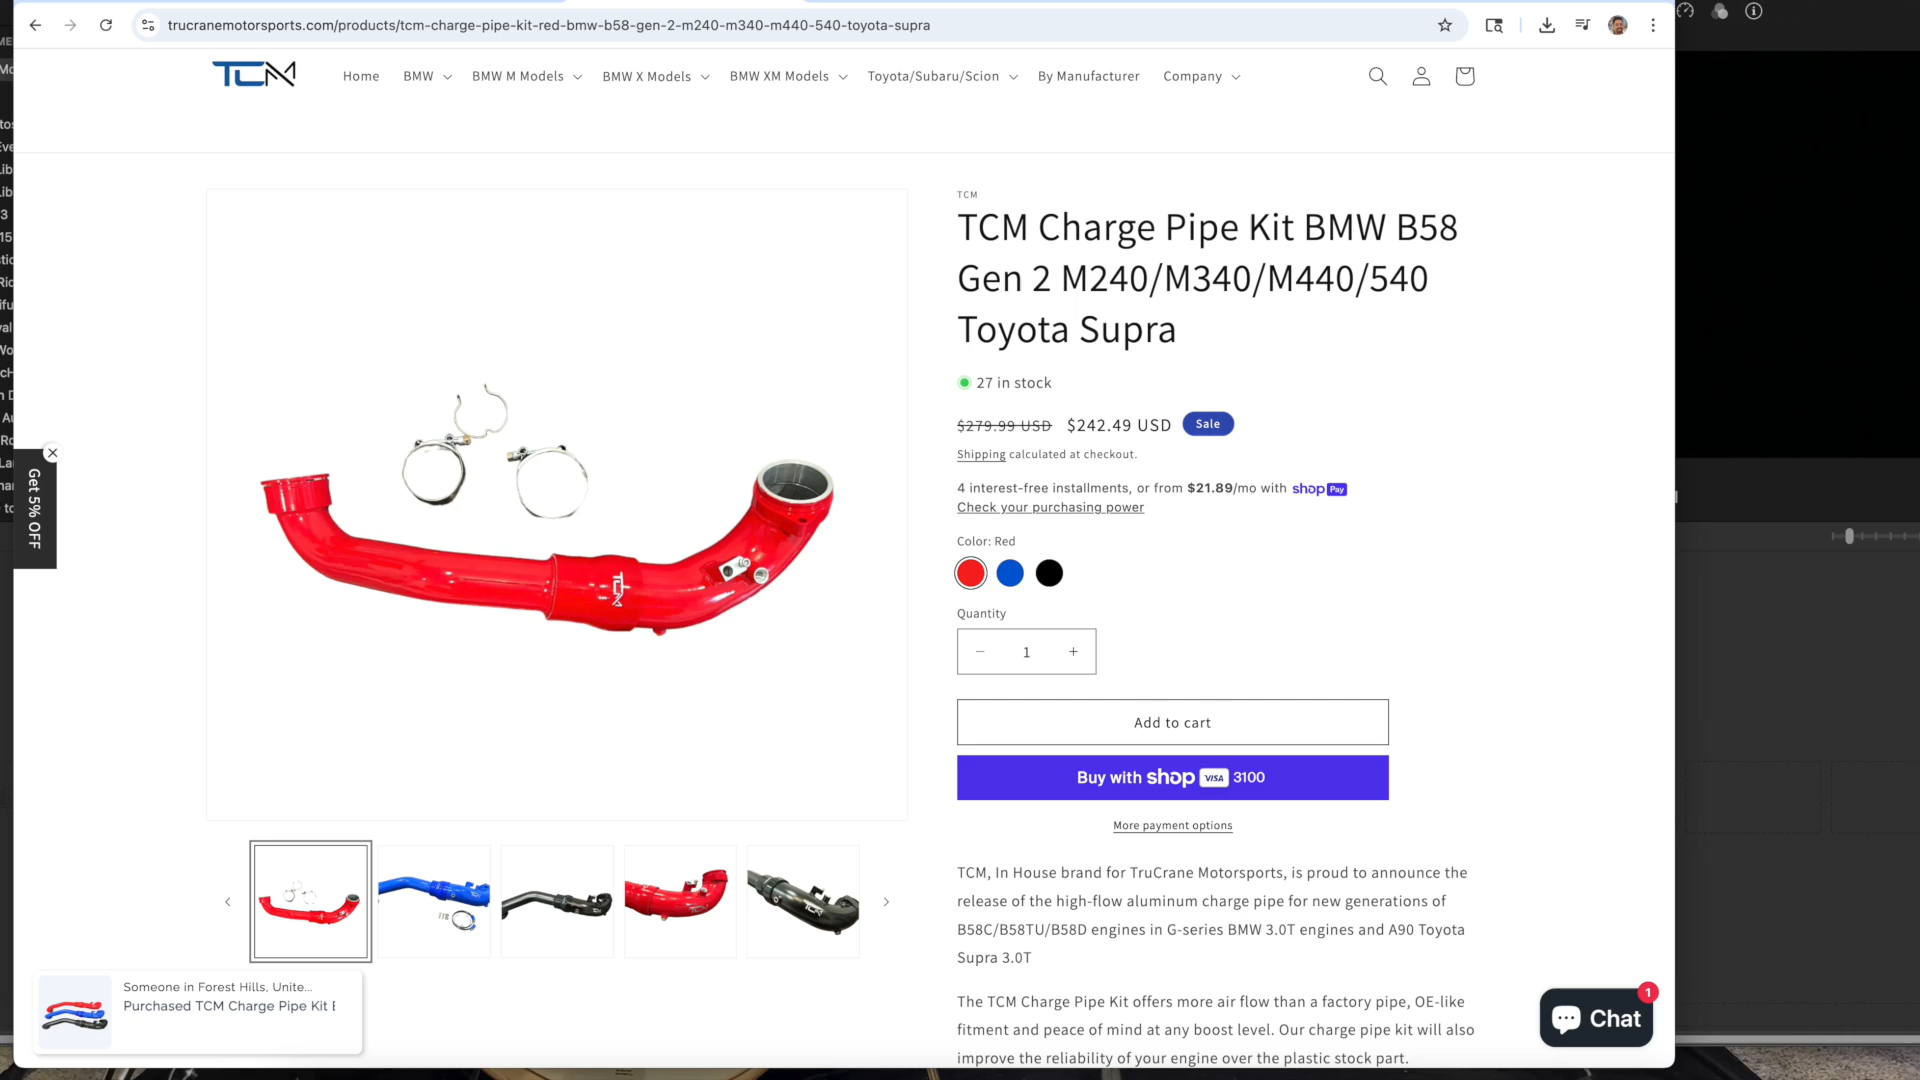 trucranemotorsports.com/products/tcm-charge-pipe-kit-red-bmw-b58-gen-2-m240-m340-m440-540-toyota-supra
TCM
Home
BMW
BMW M Models
BMW X Models
BMW XM Models
Toyota/Subaru/Scion
By Manufacturer
Company
TCM
TCM Charge Pipe Kit BMW B58
Gen 2 M240/M340/M440/540
Toyota Supra
27 in stock
$279.99 USD $242.49 USD Sale
Shipping calculated at checkout.
4 interest-free installments, or from $21.89/mo with shop Pay
Check your purchasing power
Color: Red
Quantity
− 1 +
Add to cart
Buy with shop VISA 3100
More payment options
TCM, In House brand for TruCrane Motorsports, is proud to announce the
release of the high-flow aluminum charge pipe for new generations of
B58C/B58TU/B58D engines in G-series BMW 3.0T engines and A90 Toyota
Supra 3.0T
The TCM Charge Pipe Kit offers more air flow than a factory pipe, OE-like
fitment and peace of mind at any boost level. Our charge pipe kit will also
improve the reliability of your engine over the plastic stock part.
TCM
Get 5% OFF
Someone in Forest Hills, Unite...
Purchased TCM Charge Pipe Kit
Chat
1